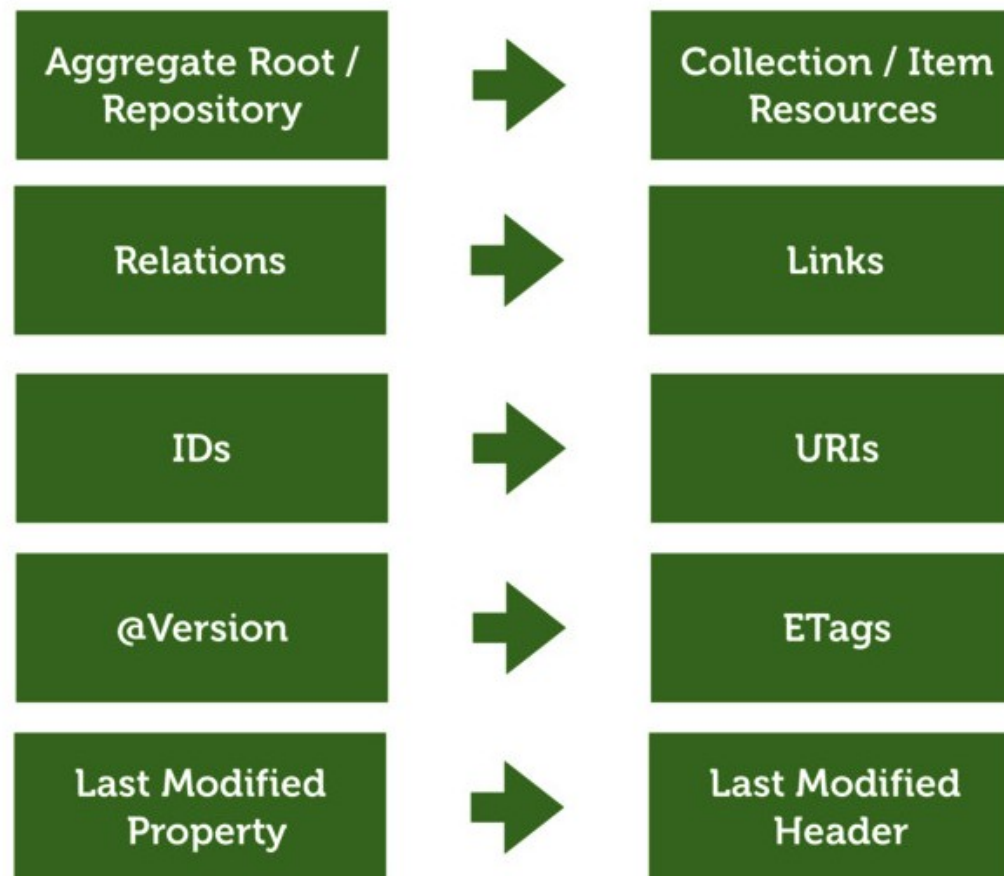 Aggregate Root /
Repository
Collection / Item
Resources
Relations
Links
IDs
URIs
@Version
ETags
Last Modified
Property
Last Modified
Header